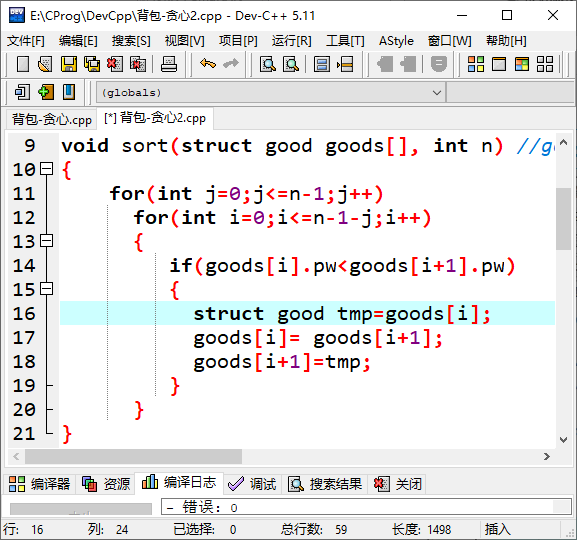 E:\CProg\DevCpp\背包-贪心2.cpp - Dev-C++ 5.11
文件[F] 编辑[E] 搜索[S] 视图[V] 项目[P] 运行[R] 工具[T] AStyle 窗口[W] 帮助[H]
(globals)
背包-贪心.cpp [*] 背包-贪心2.cpp
9 void sort(struct good goods[], int n) //go
10 {
11 for(int j=0;j<=n-1;j++)
12 for(int i=0;i<=n-1-j;i++)
13 {
14 if(goods[i].pw<goods[i+1].pw)
15 {
16 struct good tmp=goods[i];
17 goods[i]= goods[i+1];
18 goods[i+1]=tmp;
19 }
20 }
21 }
编译器 资源 编译日志 调试 搜索结果 关闭
- 错误: 0
行: 16 列: 24 已选择: 0 总行数: 59 长度: 1498 插入